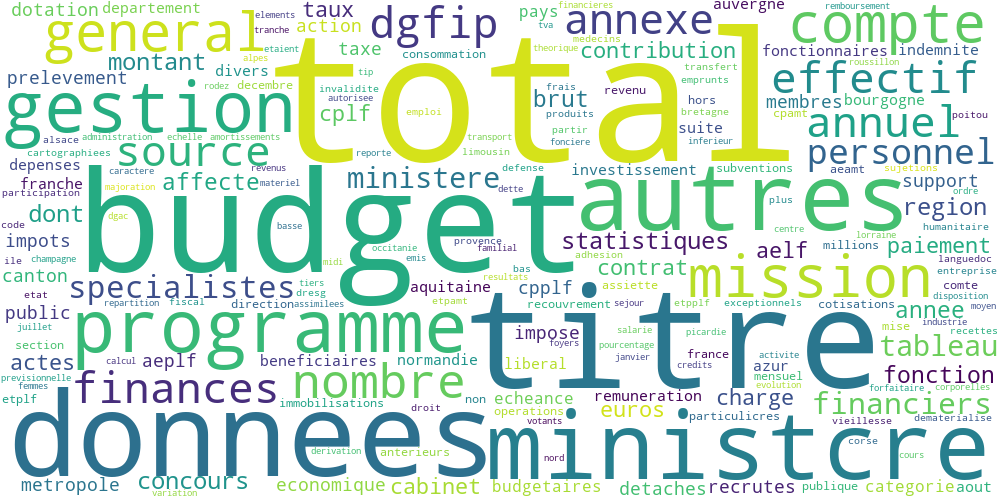 dotation departement
elements
tranche
taux
action
dgfip
pays
financieres
tva
annexe
auvergne
remboursement
compte
general
alpes
montant
etaient
taxe
consommation
theorique
medecins
contribution
fonctionnaires
indemnite
transfert
roussillon
prelevement
divers
rodez
decembre
invalidite
tip
autorisee
total
frais
revenu
emprunts
effectif
brut
produits
hors
bretagne
membres
bourgogne
gestion
cplf
emploi
partir
fonciere
suite
inferieur
cpamt
annuel
poitou
alsace
administration
echelle
amortissements
transport
cartographiees
source
reporte
limousin
personnel
depenses
caractere
revenus
defense
investissement
subventions
aeamt
sujetions
franche
participation
majoration
affecte
materiel
ministere
dette
autres
plus
support
ordre
dont
dgac
budget
region
code
basse
centre
humanitaire
impots
occitanie
provence
familial
statistiques
aelf
millions
lorraine
paiement
ile
champagne
midi
emis
bas
adhesion
languedoc
canton
tiers
resultats
contrat
mission
entreprise
etat
specialistes
dresg
aquitaine
cpplf
assiette
comte
disposition
public
repartition
fiscal
direction
assimilees
etpamt
recouvrement
sejour
etpplf
exceptionnels
cotisations
annee
moyen
juillet
programme
titre
impose
salarie
picardie
mise
industrie
recettes
section
foyers
pourcentage
tableau
actes
calcul
aeplf
beneficiaires
normandie
liberal
janvier
france
credits
activite
azur
previsionnelle
femmes
finances
nombre
mensuel
evolution
fonction
forfaitaire
corporelles
etplf
immobilisations
non
echeance
remuneration
charge
financiers
droit
operations
euros
particulicres
vieillesse
dematerialise
donnees
votants
ministcre
corse
derivation
anterieurs
nord
cours
metropole
concours
variation
economique
cabinet
budgetaires
detaches
recrutes
publique
categorie
aout